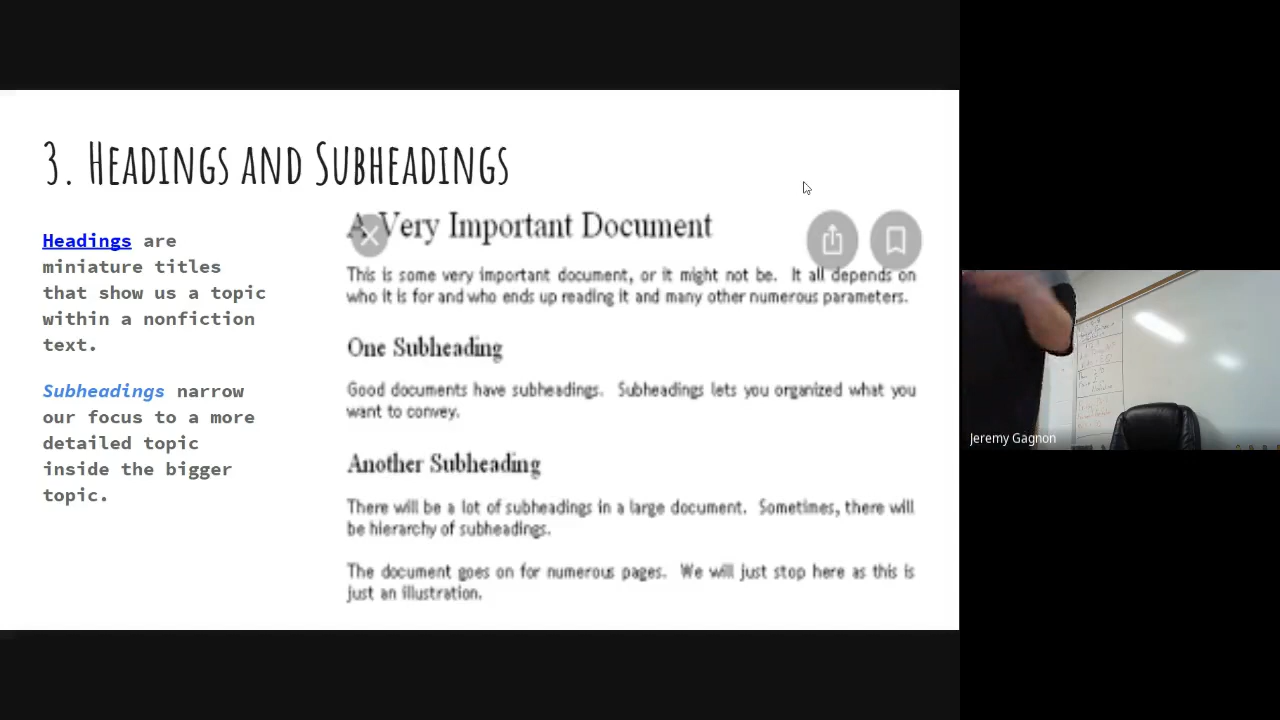 3. Headings and Subheadings
Headings are
miniature titles
that show us a topic
within a nonfiction
text.
Subheadings narrow
our focus to a more
detailed topic
inside the bigger
topic.
A Very Important Document
This is some very important document, or it might not be. It all depends on
who it is for and who ends up reading it and many other numerous parameters.
One Subheading
Good documents have subheadings. Subheadings lets you organized what you
want to convey.
Another Subheading
There will be a lot of subheadings in a large document. Sometimes, there will
be hierarchy of subheadings.
The document goes on for numerous pages. We will just stop here as this is
just an illustration.
Jeremy Gagnon